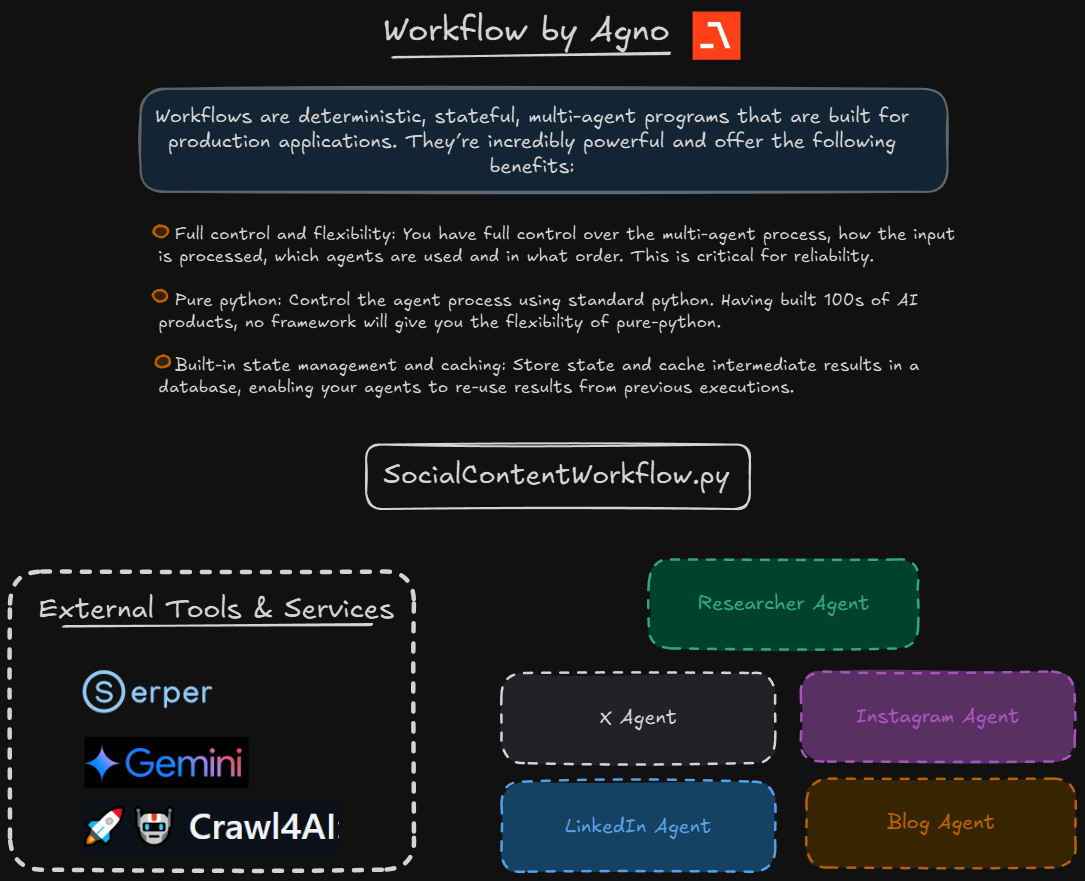 Workflow by Agno
Workflows are deterministic, stateful, multi-agent programs that are built for
production applications. They're incredibly powerful and offer the following
benefits:
Full control and flexibility: You have full control over the multi-agent process, how the input
is processed, which agents are used and in what order. This is critical for reliability.
Pure python: Control the agent process using standard python. Having built 100s of AI
products, no framework will give you the flexibility of pure-python.
Built-in state management and caching: Store state and cache intermediate results in a
database, enabling your agents to re-use results from previous executions.
SocialContentWorkflow.py
External Tools & Services
Serper
Gemini
Crawl4AI:
Researcher Agent
X Agent
Instagram Agent
LinkedIn Agent
Blog Agent